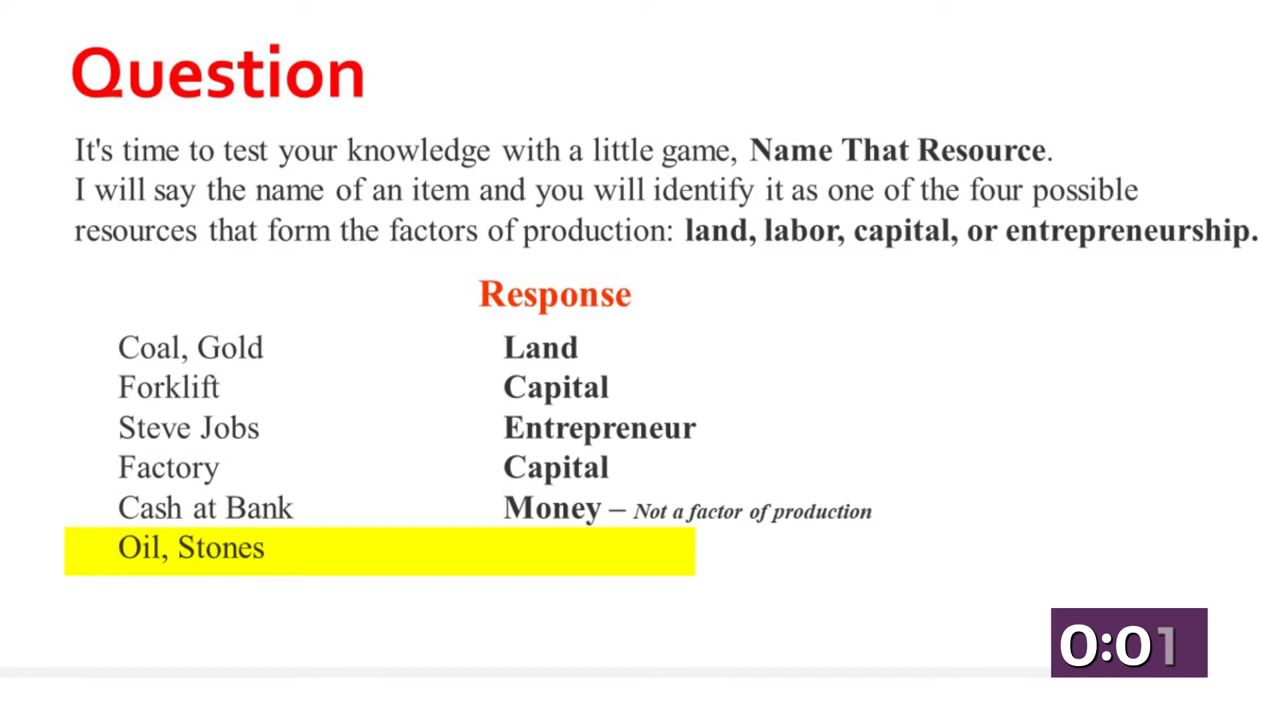 Question
It's time to test your knowledge with a little game, Name That Resource.
I will say the name of an item and you will identify it as one of the four possible
resources that form the factors of production: land, labor, capital, or entrepreneurship.
Response
Coal, Gold Land
Forklift Capital
Steve Jobs Entrepreneur
Factory Capital
Cash at Bank Money – Not a factor of production
Oil, Stones
0:01